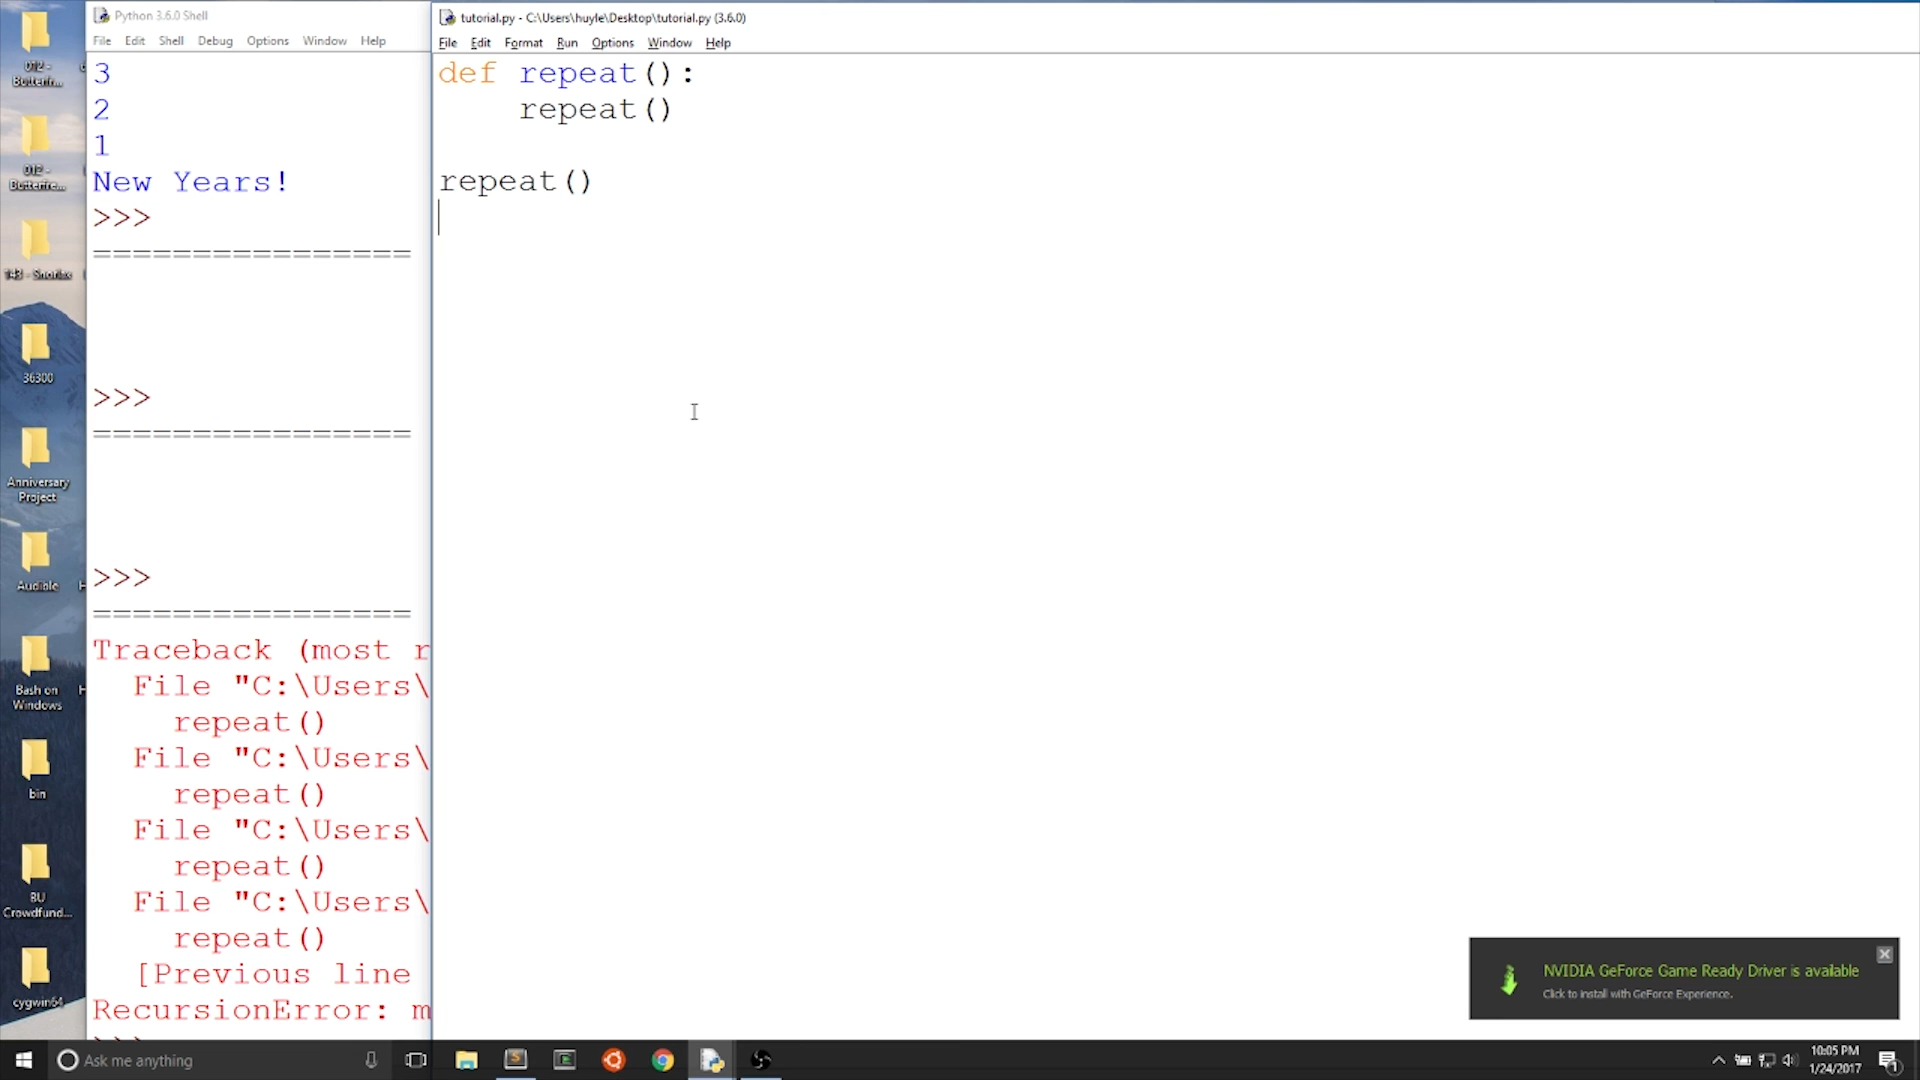 012 -
Butterfr...
012 -
Butterfre...
143 - Snorlax
36300
Anniversary
Project
Audible
Bash on
Windows
bin
BU
Crowdfund...
cygwin64
Python 3.6.0 Shell
File Edit Shell Debug Options Window Help
3
2
1
New Years!
>>>
================
>>>
================
>>>
================
Traceback (most r
File "C:\Users\
repeat()
File "C:\Users\
repeat()
File "C:\Users\
repeat()
File "C:\Users\
repeat()
[Previous line
RecursionError: m
tutorial.py - C:\Users\huyle\Desktop\tutorial.py (3.6.0)
File Edit Format Run Options Window Help
def repeat():
repeat()
repeat()
NVIDIA GeForce Game Ready Driver is available
Click to install with GeForce Experience.
Ask me anything
10:05 PM
1/24/2017
1